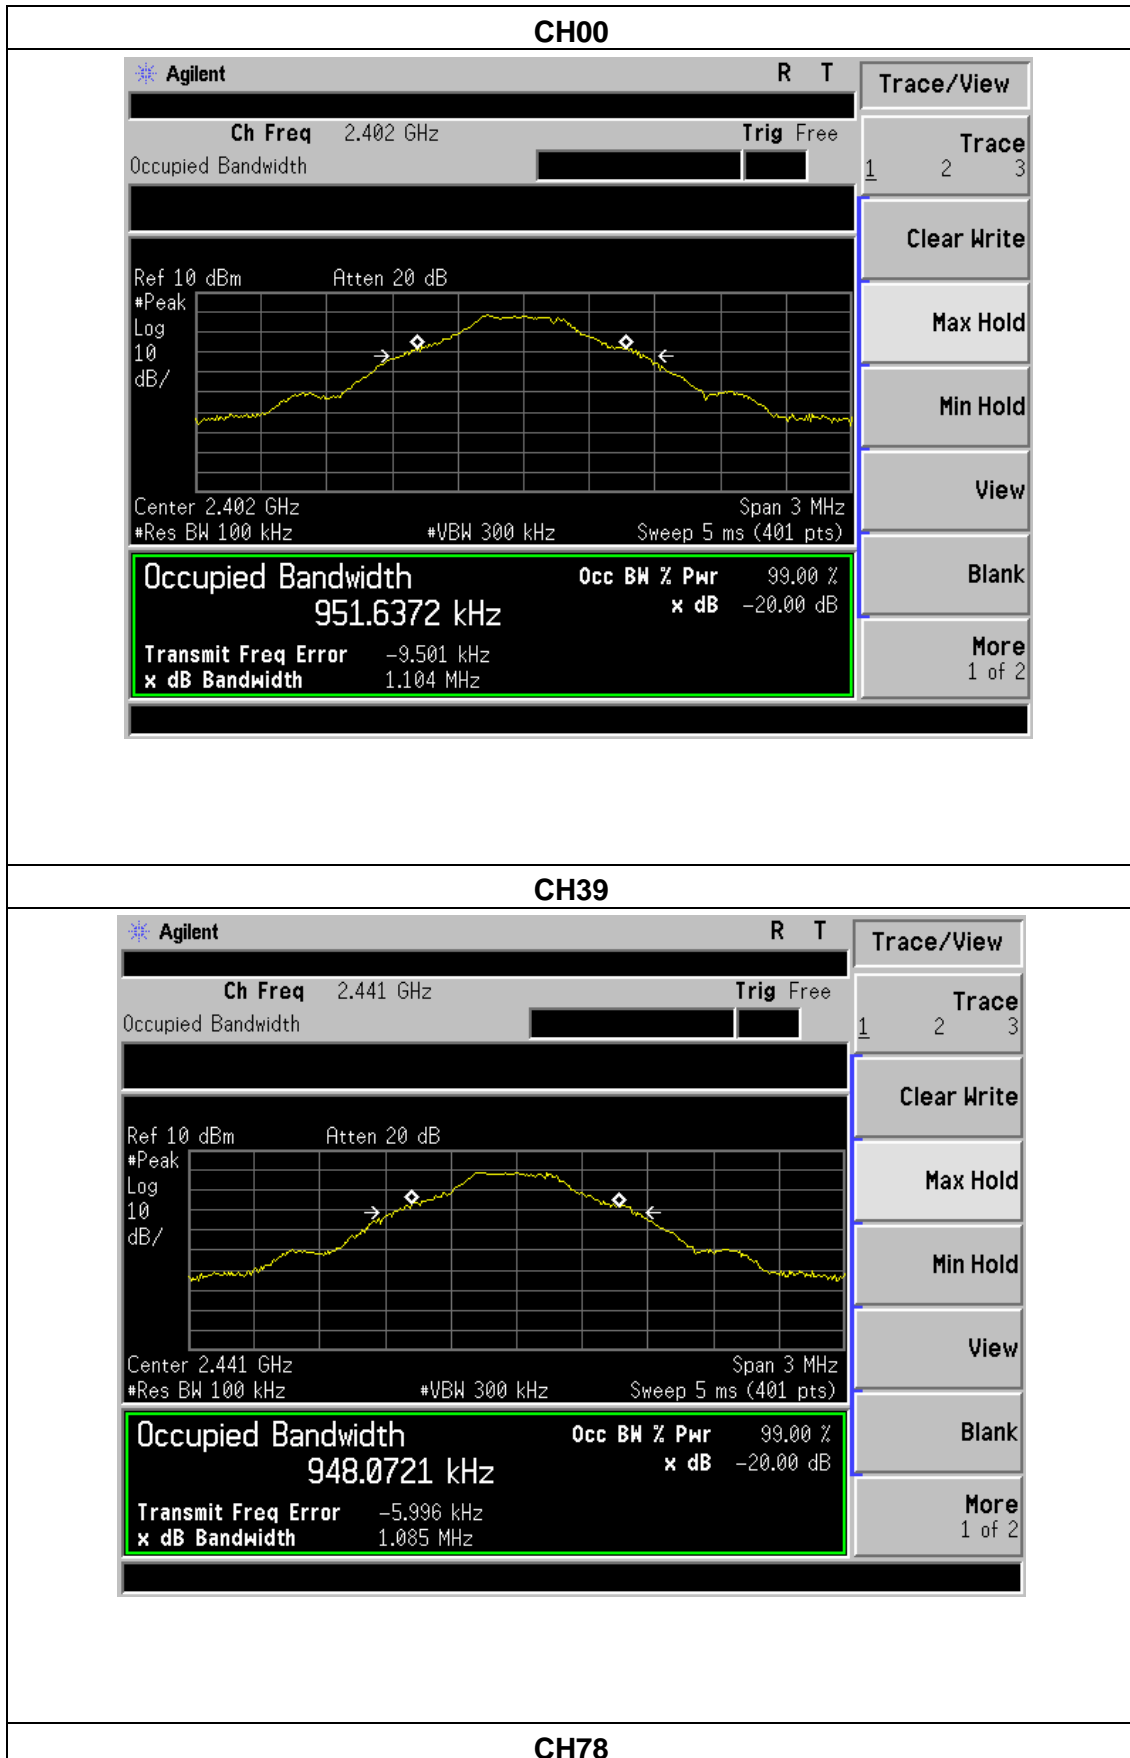 CH00
Agilent R T
Trace/View
Ch Freq 2.402 GHz Trig Free
Occupied Bandwidth
Trace
1 2 3
Clear Write
Max Hold
Min Hold
View
Blank
More
1 of 2
Ref 10 dBm Atten 20 dB
#Peak
Log
10
dB/
Center 2.402 GHz Span 3 MHz
#Res BW 100 kHz #VBW 300 kHz Sweep 5 ms (401 pts)
Occupied Bandwidth Occ BW % Pwr 99.00 %
951.6372 kHz x dB -20.00 dB
Transmit Freq Error -9.501 kHz
x dB Bandwidth 1.104 MHz
CH39
Agilent R T
Trace/View
Ch Freq 2.441 GHz Trig Free
Occupied Bandwidth
Trace
1 2 3
Clear Write
Max Hold
Min Hold
View
Blank
More
1 of 2
Ref 10 dBm Atten 20 dB
#Peak
Log
10
dB/
Center 2.441 GHz Span 3 MHz
#Res BW 100 kHz #VBW 300 kHz Sweep 5 ms (401 pts)
Occupied Bandwidth Occ BW % Pwr 99.00 %
948.0721 kHz x dB -20.00 dB
Transmit Freq Error -5.996 kHz
x dB Bandwidth 1.085 MHz
CH78